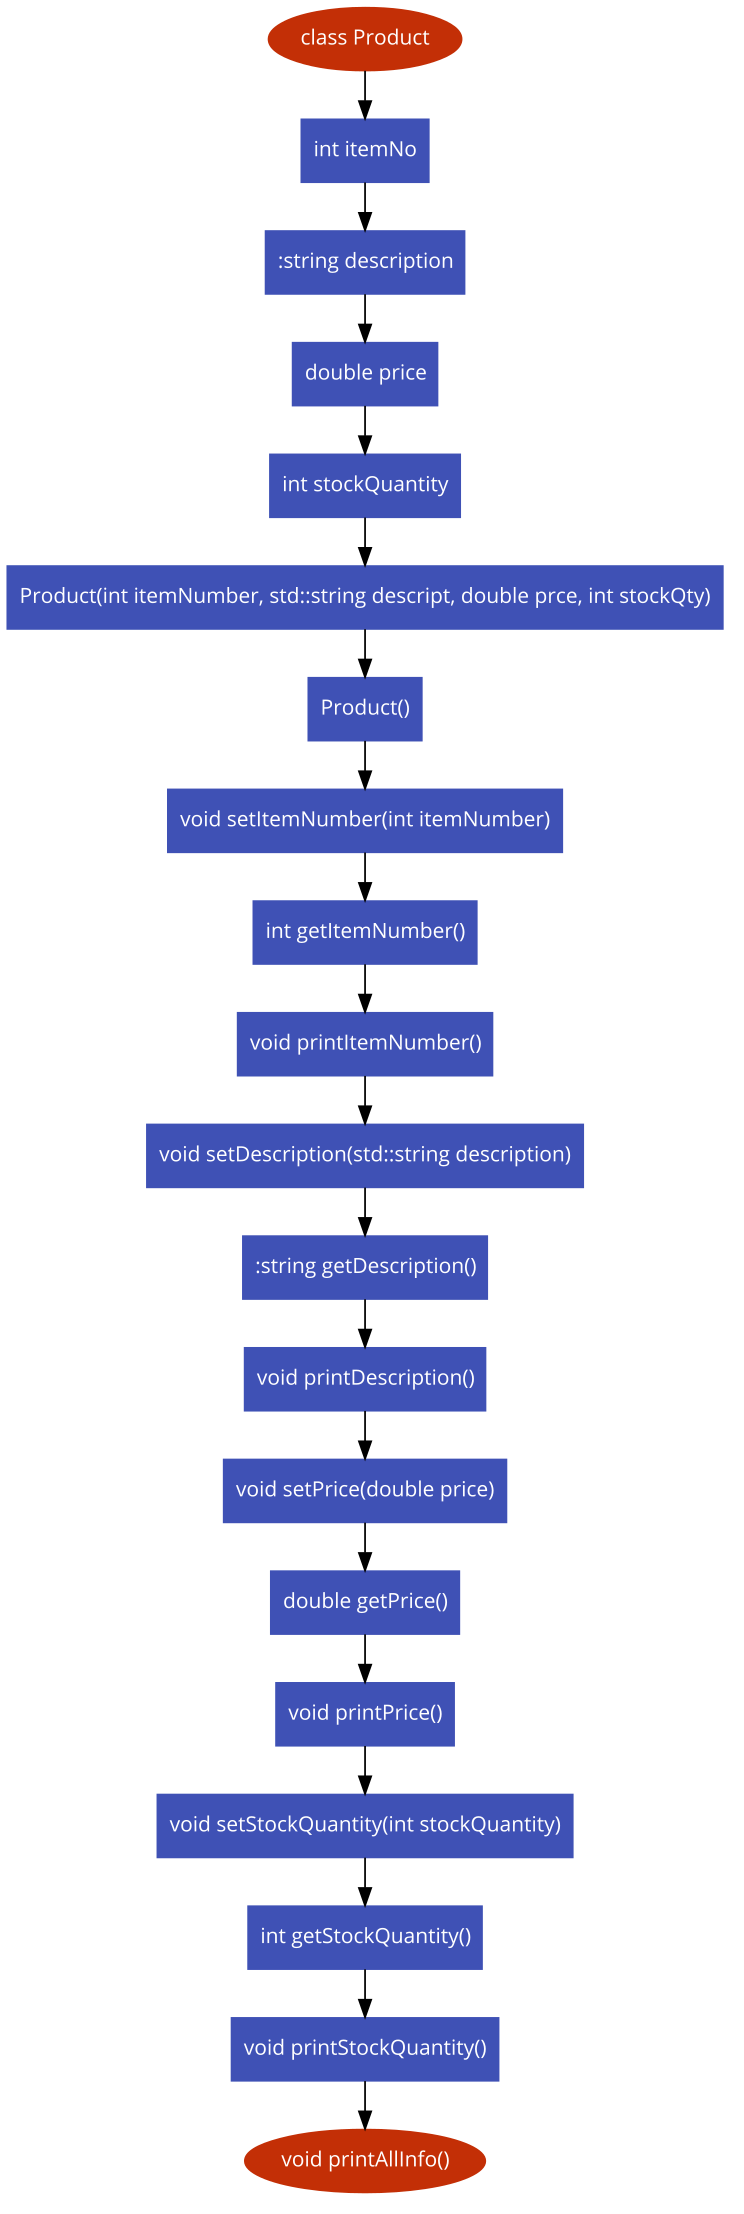 class Product
int itemNo
:string description
double price
int stockQuantity
Product(int itemNumber, std::string descript, double prce, int stockQty)
Product()
void setItemNumber(int itemNumber)
int getItemNumber()
void printItemNumber()
void setDescription(std::string description)
:string getDescription()
void printDescription()
void setPrice(double price)
double getPrice()
void printPrice()
void setStockQuantity(int stockQuantity)
int getStockQuantity()
void printStockQuantity()
void printAllInfo()